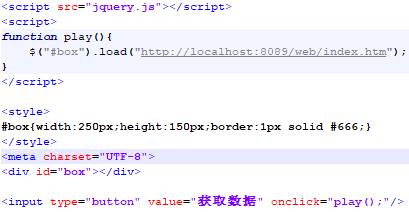 <script src="jquery.js"></script>
<script>
function play(){
$("#box").load("http://localhost:8089/web/index.htm");
}
</script>
<style>
#box{width:250px;height:150px;border:1px solid #666;}
</style>
<meta charset="UTF-8">
<div id="box"></div>
<input type="button" value="获取数据" onclick="play();"/>